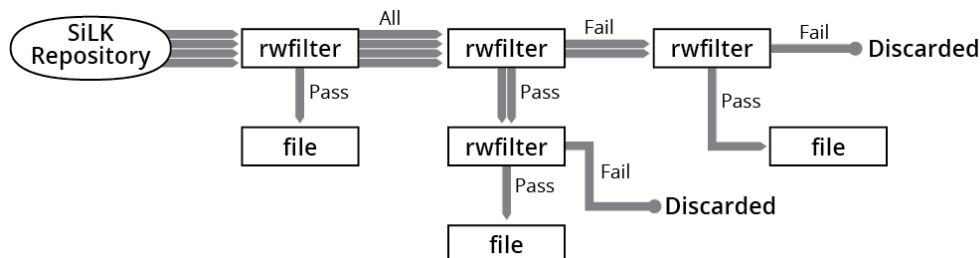 SiLK
Repository
rwfilter
All
rwfilter
Fail
rwfilter
Fail
Discarded
Pass
Pass
Pass
file
rwfilter
file
Pass
Fail
Discarded
file